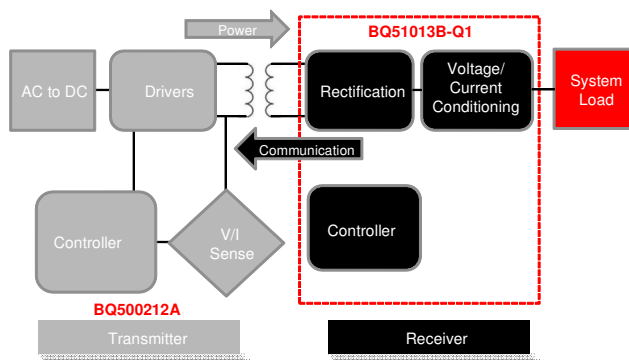 Power
BQ51013B-Q1
AC to DC
Drivers
Rectification
Voltage/
Current
Conditioning
System
Load
Communication
Controller
V/I
Sense
Controller
BQ500212A
Transmitter
Receiver